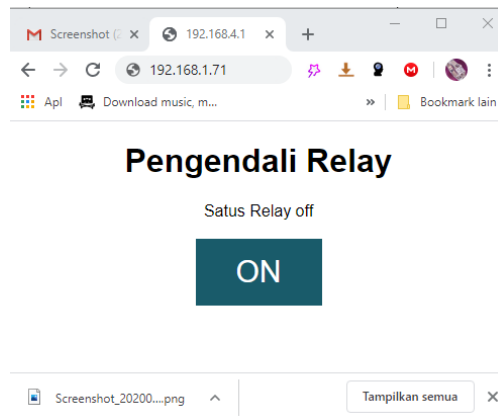 Screenshot (
192.168.4.1
192.168.1.71
Apl
Download music, m...
Bookmark lain
Pengendali Relay
Satus Relay off
ON
Screenshot_20200....png
Tampilkan semua